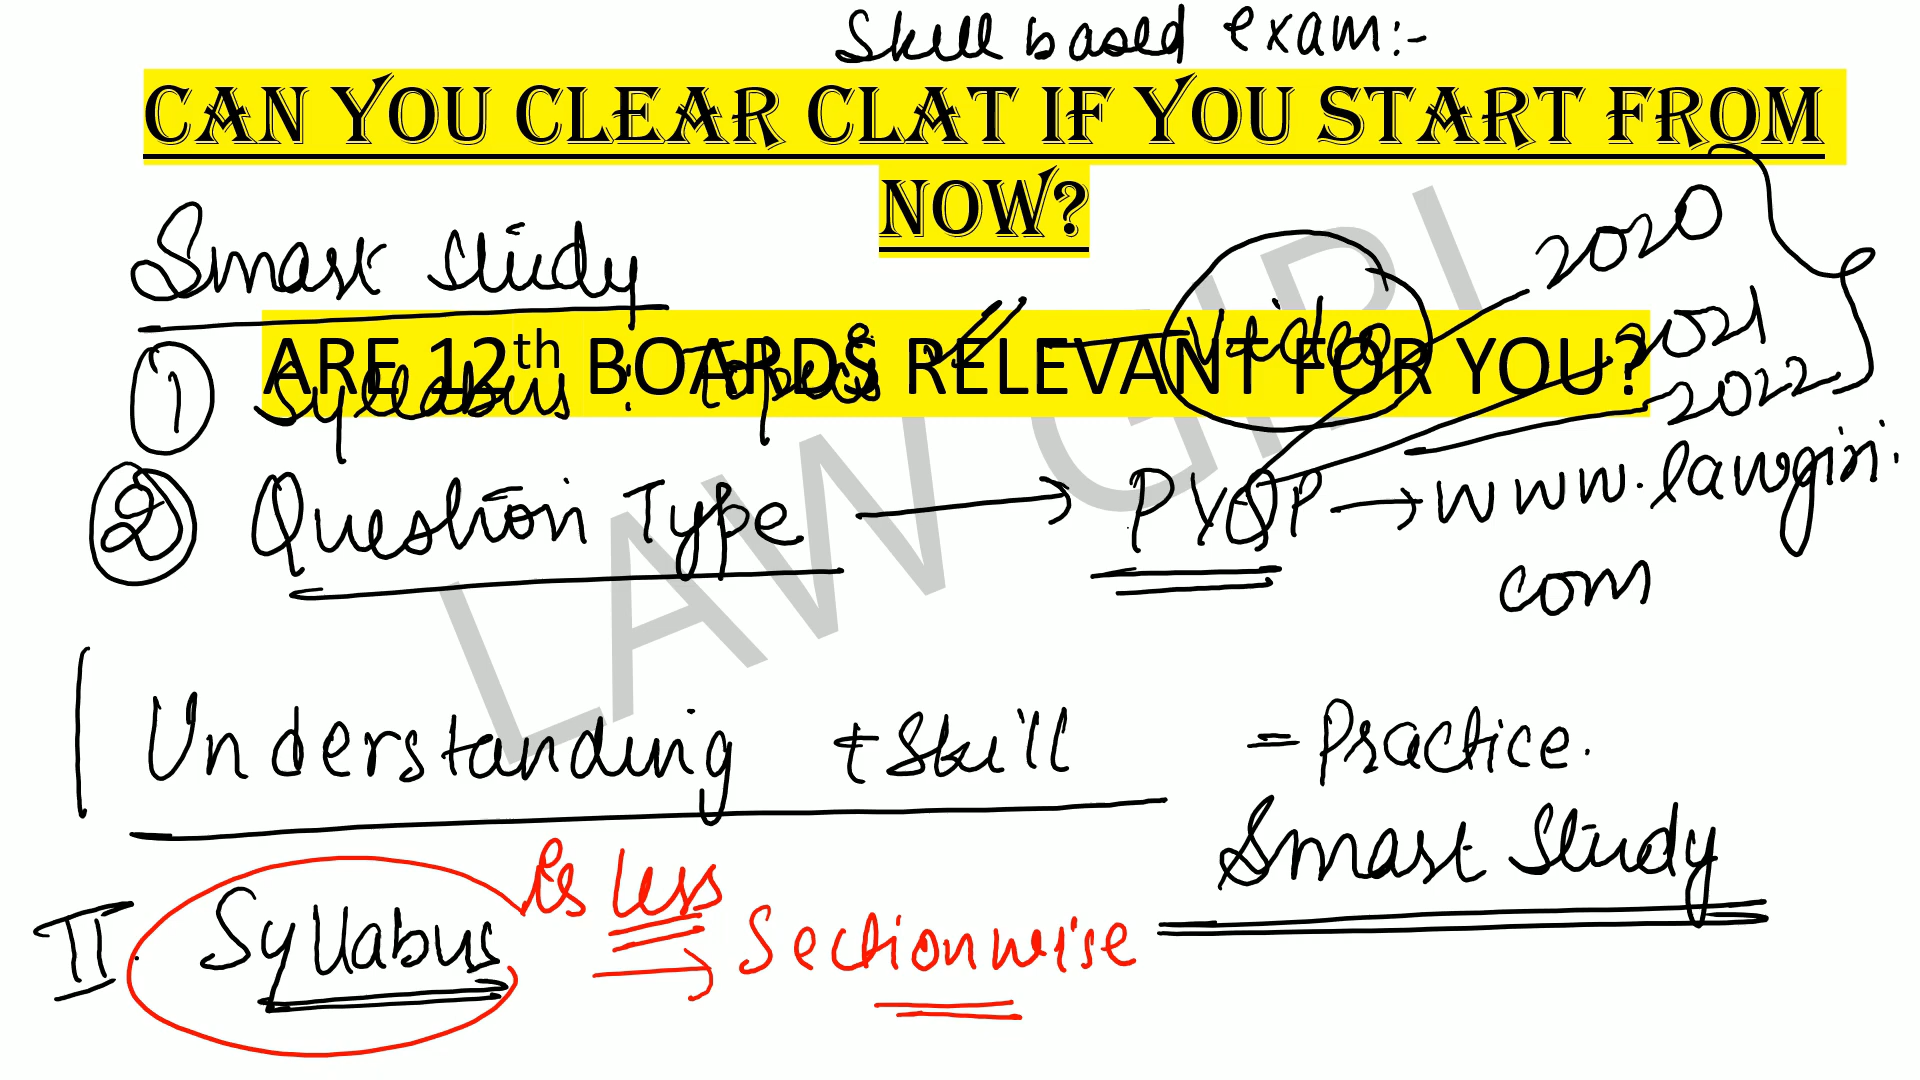 Skill based exam:-
CAN YOU CLEAR CLAT IF YOU START FROM
NOW?
Smart Study
2020
ARE 12th BOARDS RELEVANT FOR YOU?
① Syllabus : Topics
Video
2021
2022
② Question Type → PYQP → www.lawgiri.
com
LAW GIRI
Understanding + Skill = Practice.
Smart Study
II. Syllabus is less
→ Sectionwise